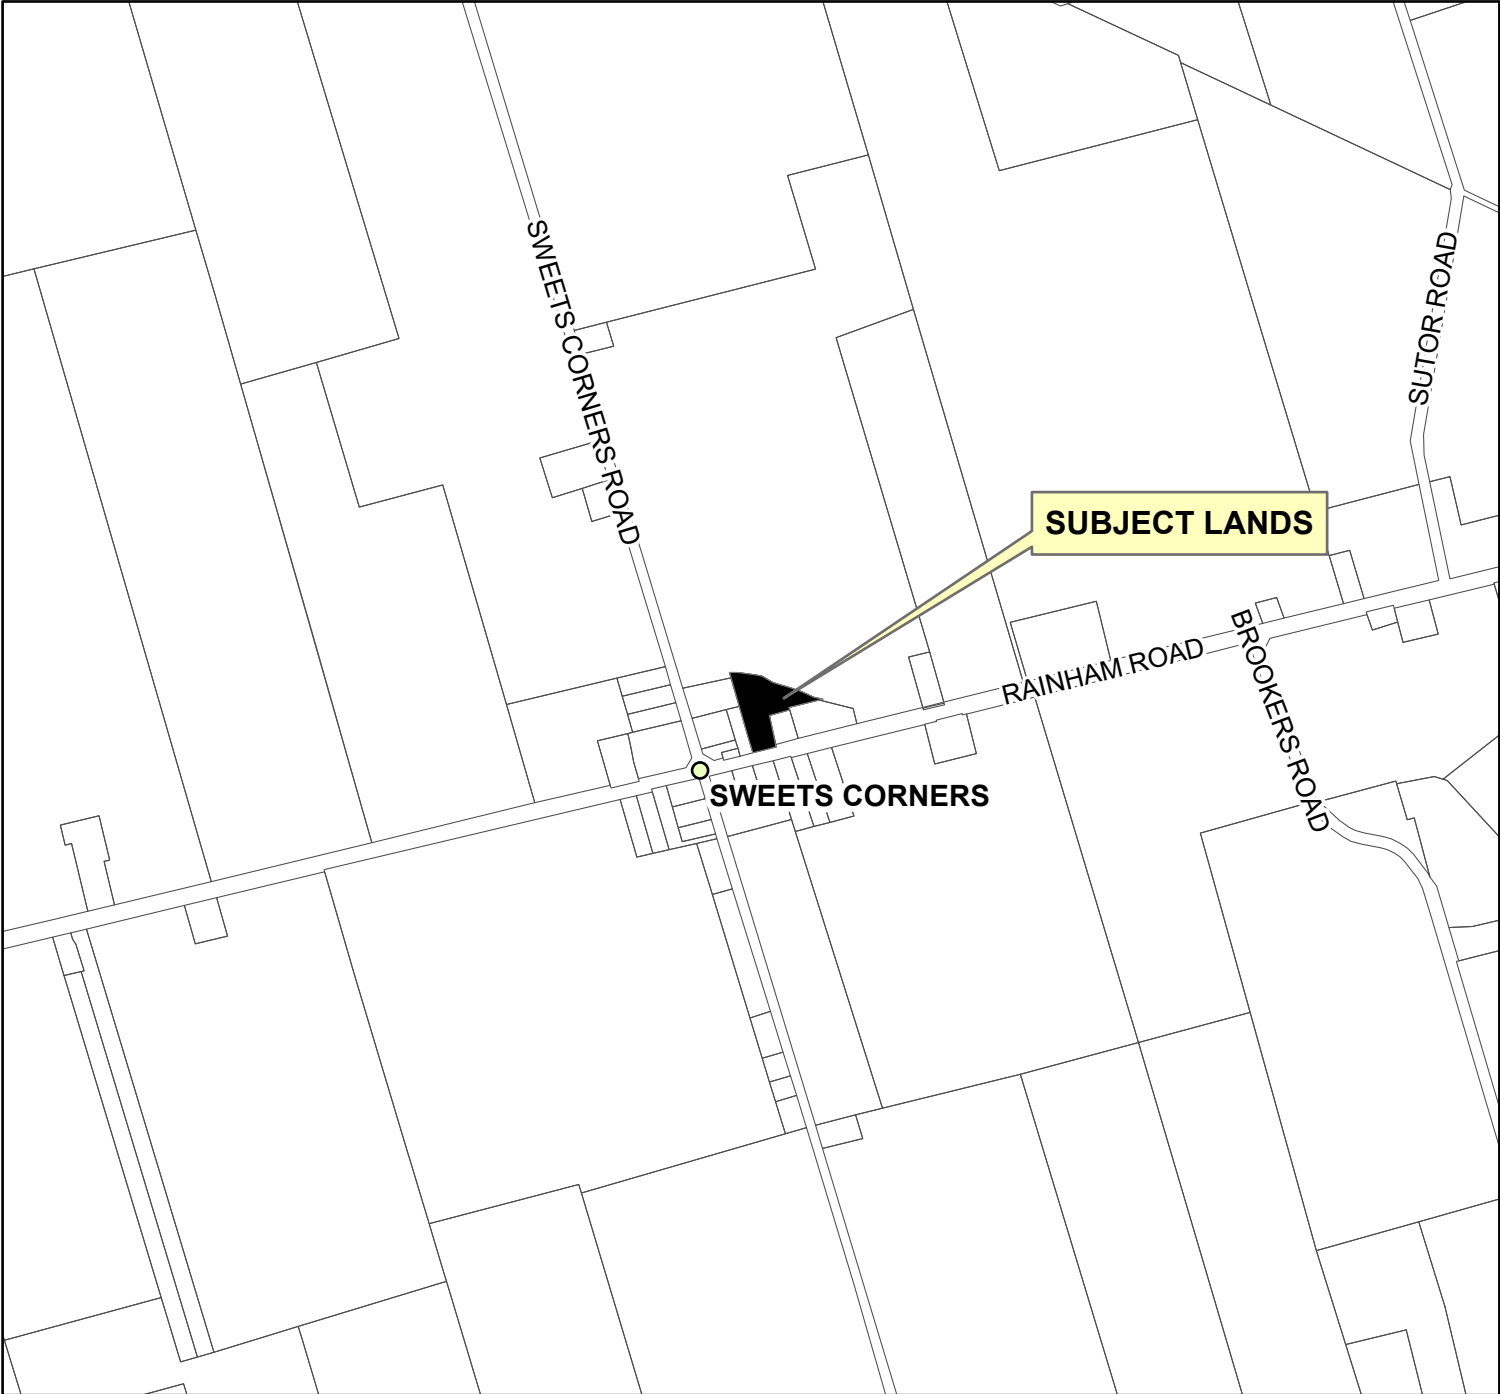 SWEETS CORNERS ROAD
SUTOR ROAD
SUBJECT LANDS
RAINHAM ROAD
BROOKERS ROAD
SWEETS CORNERS